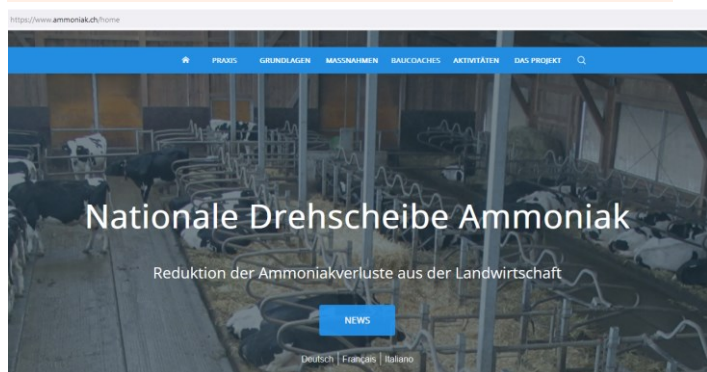 https://www.ammoniak.ch/home
PRAXIS GRUNDLAGEN MASSNAHMEN BAUCOACHES AKTIVITÄTEN DAS PROJEKT
Nationale Drehscheibe Ammoniak
Reduktion der Ammoniakverluste aus der Landwirtschaft
NEWS
Deutsch | Français | Italiano